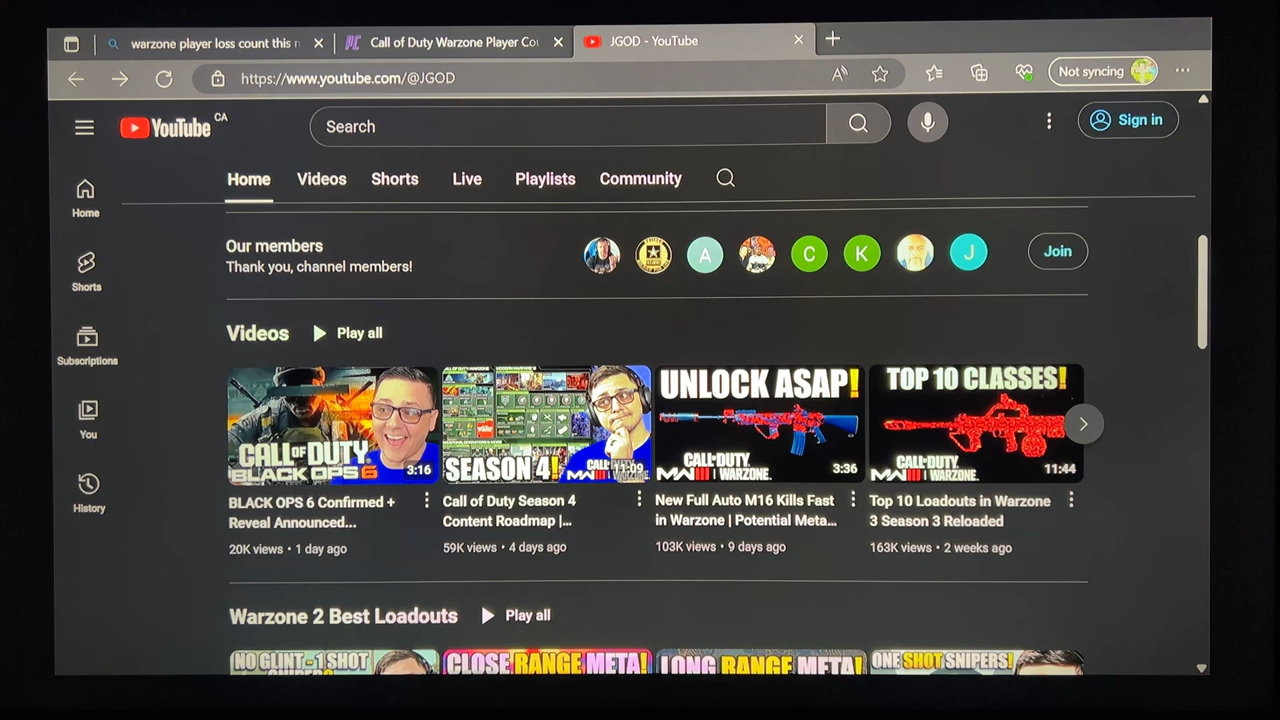 warzone player loss count this
Call of Duty Warzone Player Co
JGOD - YouTube
https://www.youtube.com/@JGOD
Not syncing
YouTube CA
Search
Sign in
Home
Videos
Shorts
Live
Playlists
Community
Home
Shorts
Subscriptions
You
History
Our members
Thank you, channel members!
A
C
K
J
Join
Videos
Play all
CALL OF DUTY
BLACK OPS 6
3:16
SEASON 4!
11:09
UNLOCK ASAP!
CALL OF DUTY
MWIII | WARZONE
3:36
TOP 10 CLASSES!
CALL OF DUTY
MWIII | WARZONE
11:44
BLACK OPS 6 Confirmed +
Reveal Announced...
20K views • 1 day ago
Call of Duty Season 4
Content Roadmap |...
59K views • 4 days ago
New Full Auto M16 Kills Fast
in Warzone | Potential Meta...
103K views • 9 days ago
Top 10 Loadouts in Warzone
3 Season 3 Reloaded
163K views • 2 weeks ago
Warzone 2 Best Loadouts
Play all
NO GLINT - 1 SHOT
CLOSE RANGE META!
LONG RANGE META!
ONE SHOT SNIPERS!